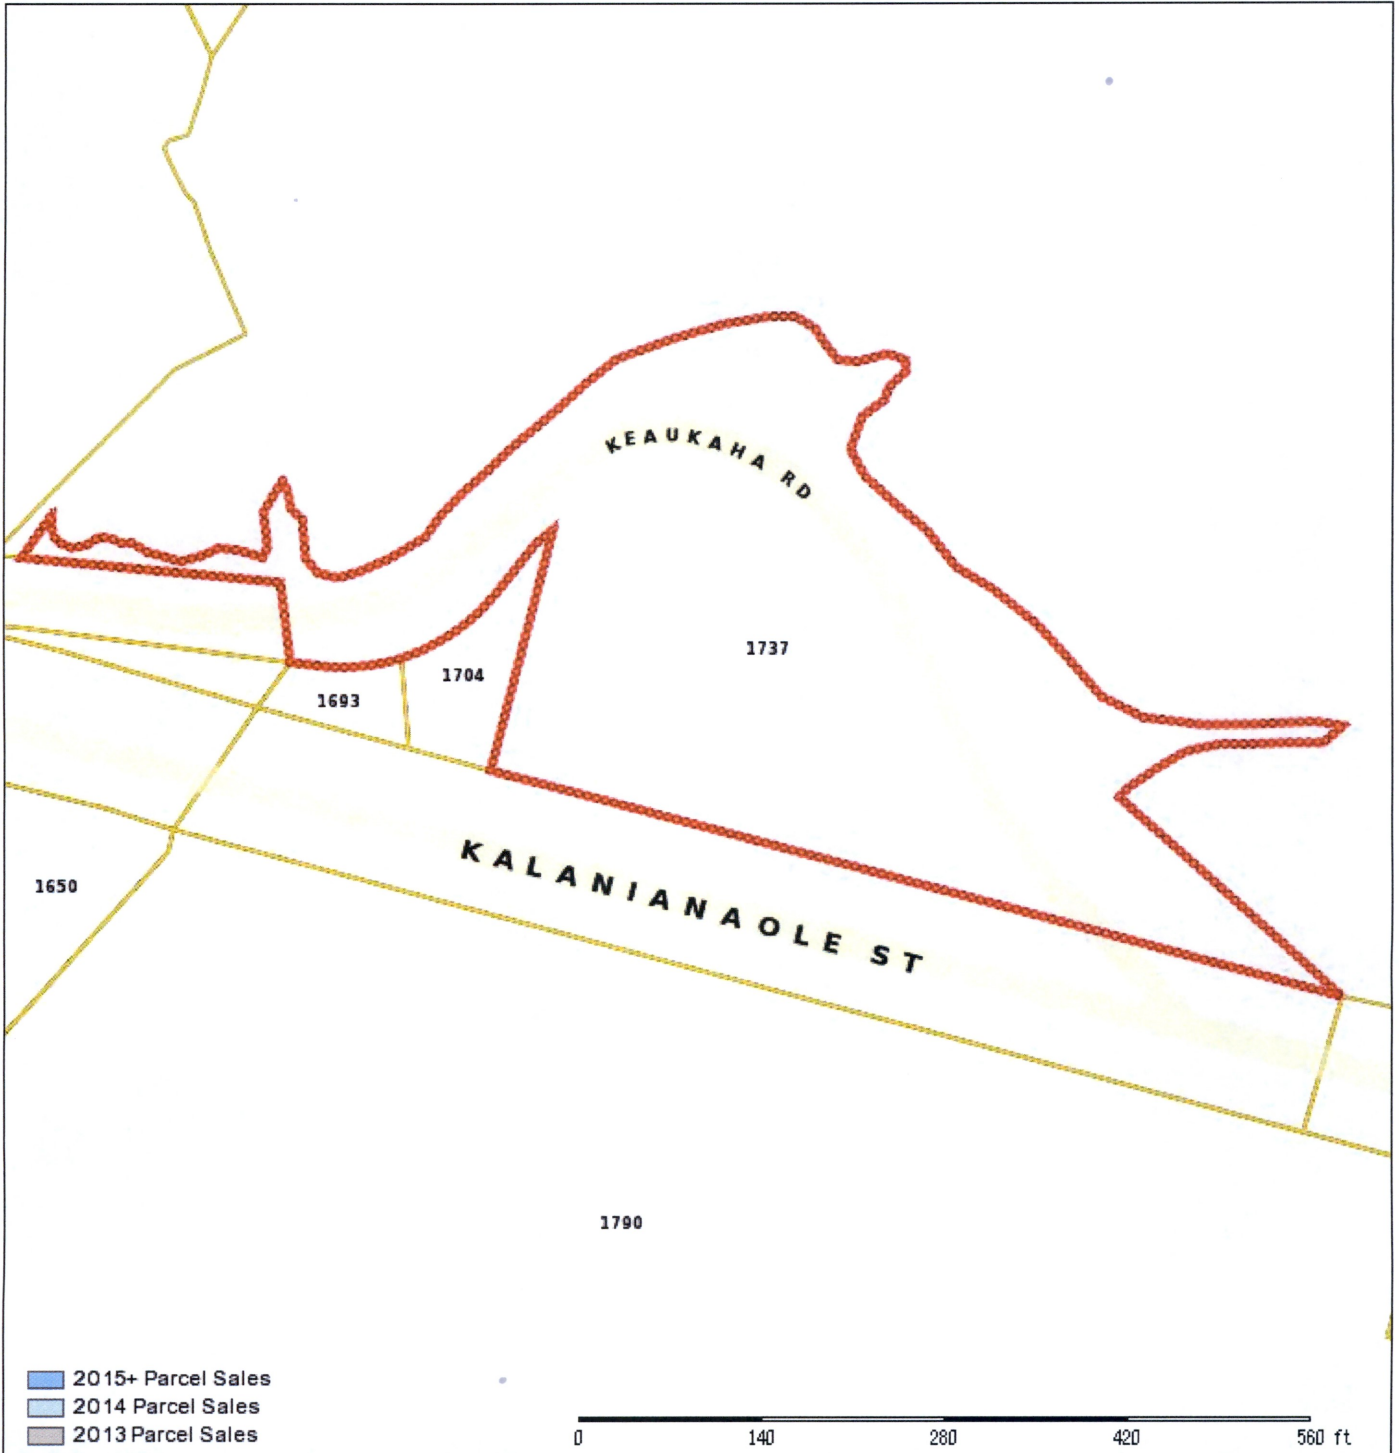 KEAUKAHA RD
1737
1704
1693
KALANIANAOLE ST
1650
1790
2015+ Parcel Sales
2014 Parcel Sales
2013 Parcel Sales
0 140 280 420 560 ft